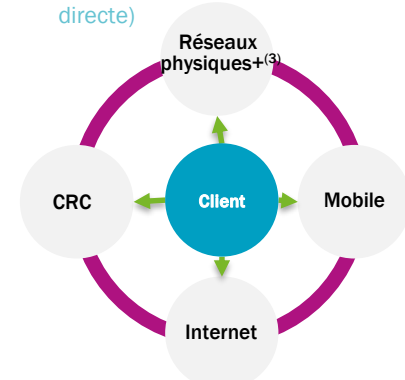 directe)
Réseaux
physiques+(3)
CRC
Client
Mobile
Internet